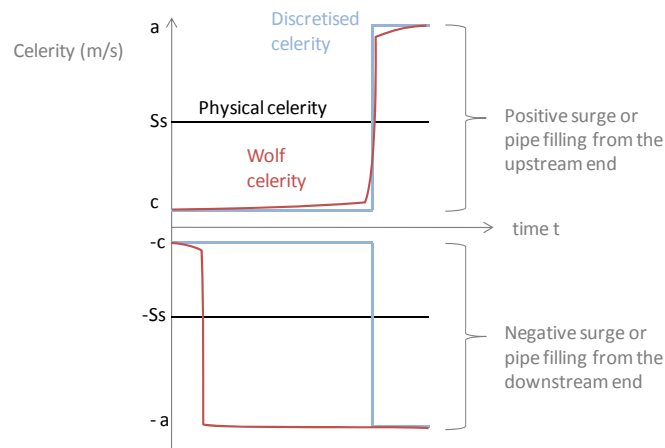 a
Discretised
celerity
Celerity (m/s)
Physical celerity
Ss
Positive surge or
pipe filling from the
upstream end
Wolf
celerity
c
time t
-c
-Ss
Negative surge or
pipe filling from the
downstream end
- a